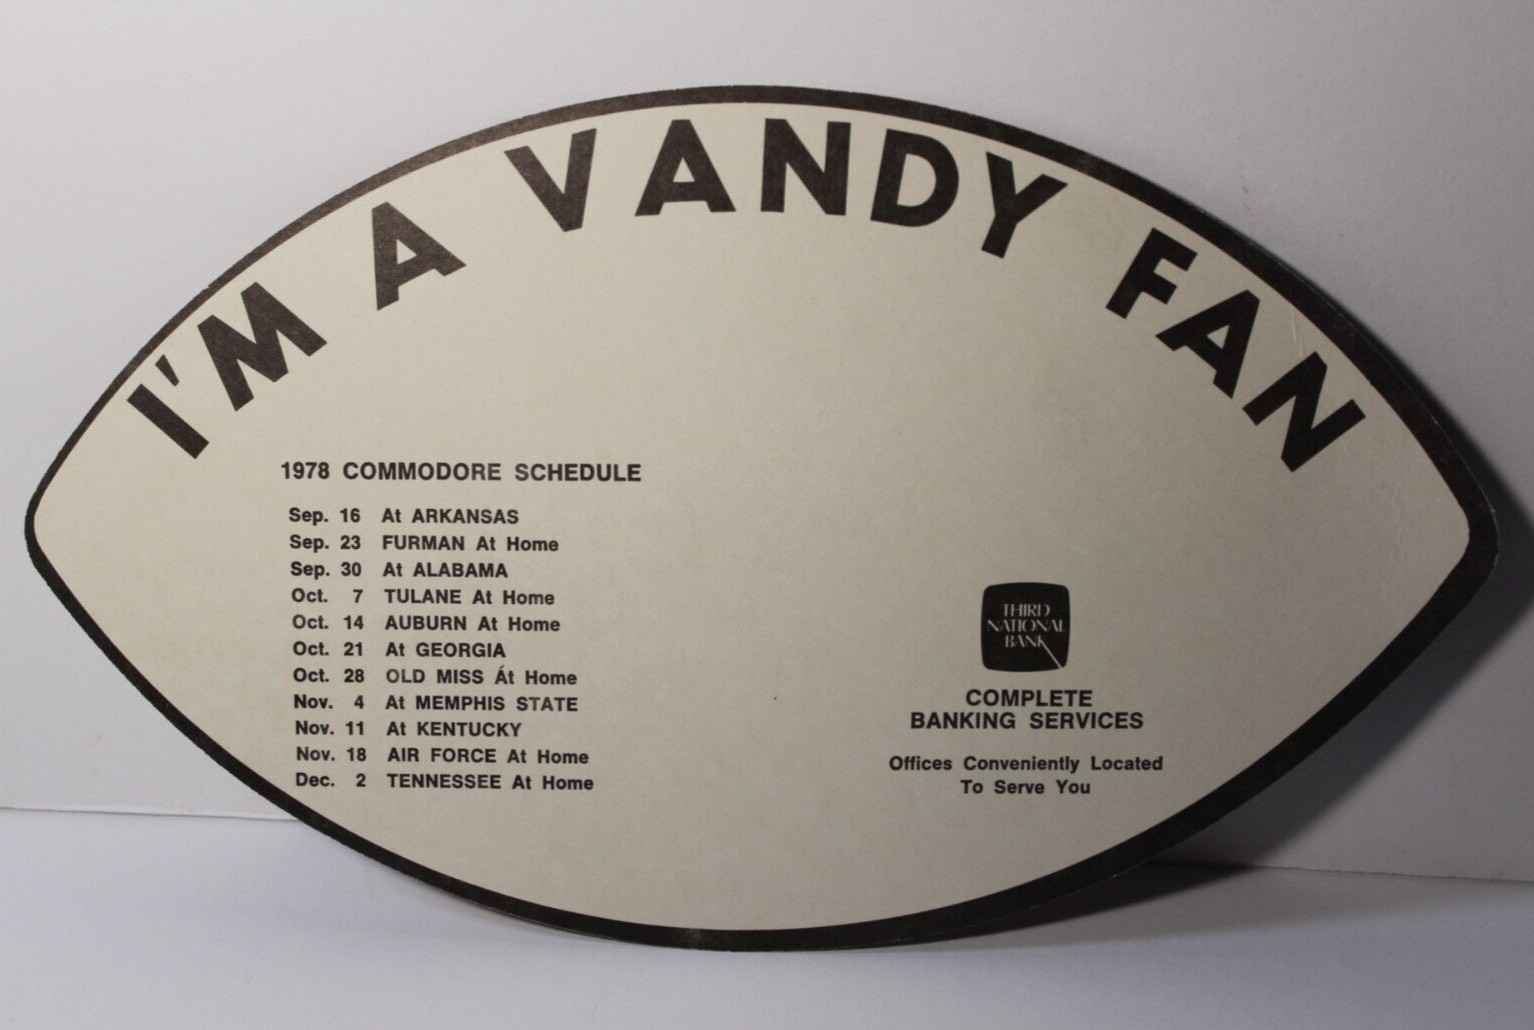 I'M A VANDY FAN
1978 COMMODORE SCHEDULE
Sep. 16 At ARKANSAS
Sep. 23 FURMAN At Home
Sep. 30 At ALABAMA
Oct. 7 TULANE At Home
Oct. 14 AUBURN At Home
Oct. 21 At GEORGIA
Oct. 28 OLD MISS Át Home
Nov. 4 At MEMPHIS STATE
Nov. 11 At KENTUCKY
Nov. 18 AIR FORCE At Home
Dec. 2 TENNESSEE At Home
THIRD
NATIONAL
BANK
COMPLETE
BANKING SERVICES
Offices Conveniently Located
To Serve You